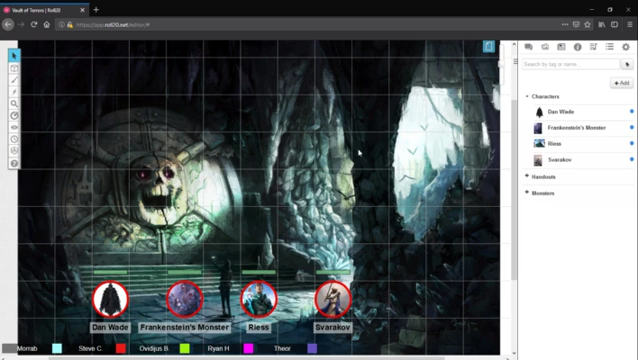 Vault of Terrors | Roll20
https://app.roll20.net/editor/#
Search by tag or name...
+ Add
Characters
Dan Wade
Frankenstein's Monster
Riess
Svarakov
Handouts
Monsters
Dan Wade
Frankenstein's Monster
Riess
Svarakov
Morrab
Steve C.
Ovidijus B.
Ryan H
Theor